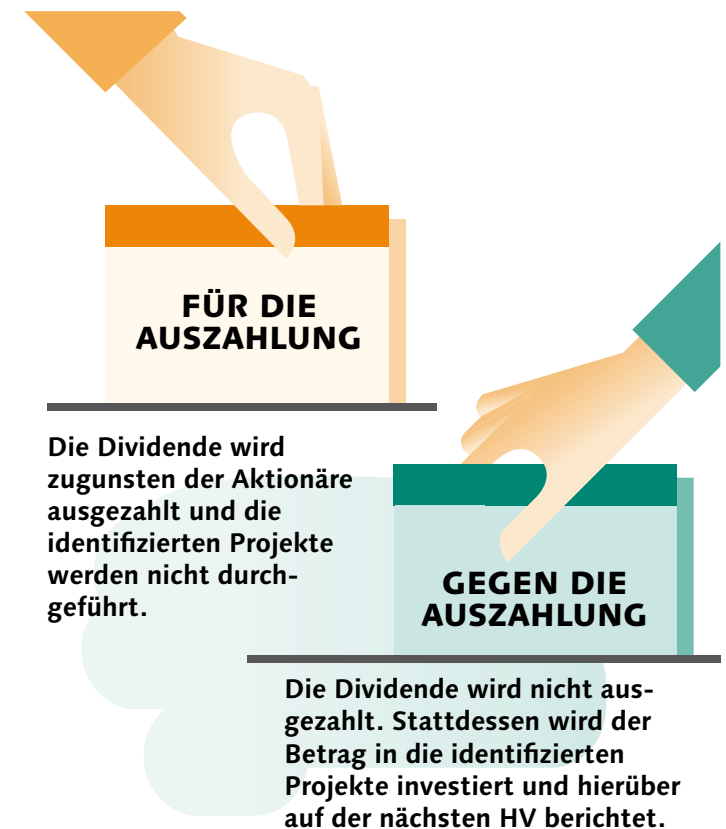 FÜR DIE
AUSZAHLUNG
Die Dividende wird
zugunsten der Aktionäre
ausgezahlt und die
identifizierten Projekte
werden nicht durch-
geführt.
GEGEN DIE
AUSZAHLUNG
Die Dividende wird nicht aus-
gezahlt. Stattdessen wird der
Betrag in die identifizierten
Projekte investiert und hierüber
auf der nächsten HV berichtet.